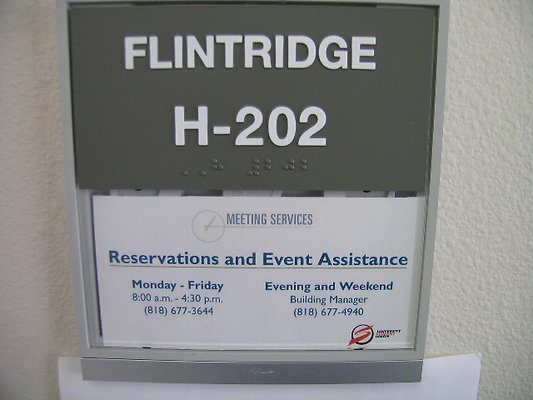 FLINTRIDGE
H-202
MEETING SERVICES
Reservations and Event Assistance
Monday - Friday
8:00 a.m. - 4:30 p.m.
(818) 677-3644
Evening and Weekend
Building Manager
(818) 677-4940
UNIVERSITY
UNION